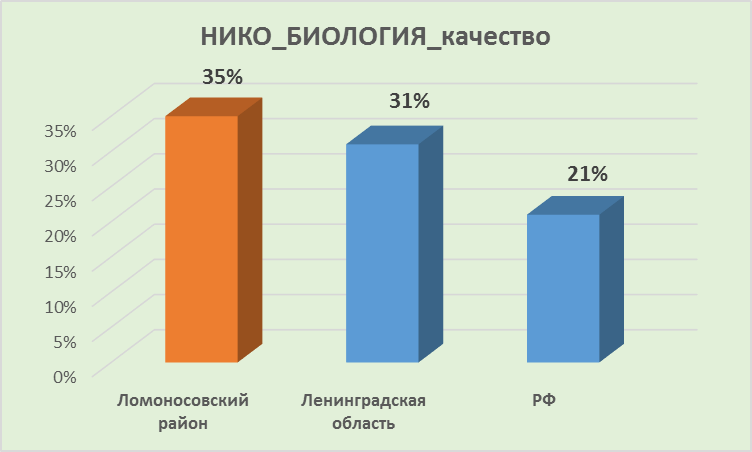 НИКО_БИОЛОГИЯ_качество
35%
31%
21%
35%
30%
25%
20%
15%
10%
5%
0%
Ломоносовский
район
Ленинградская
область
РФ